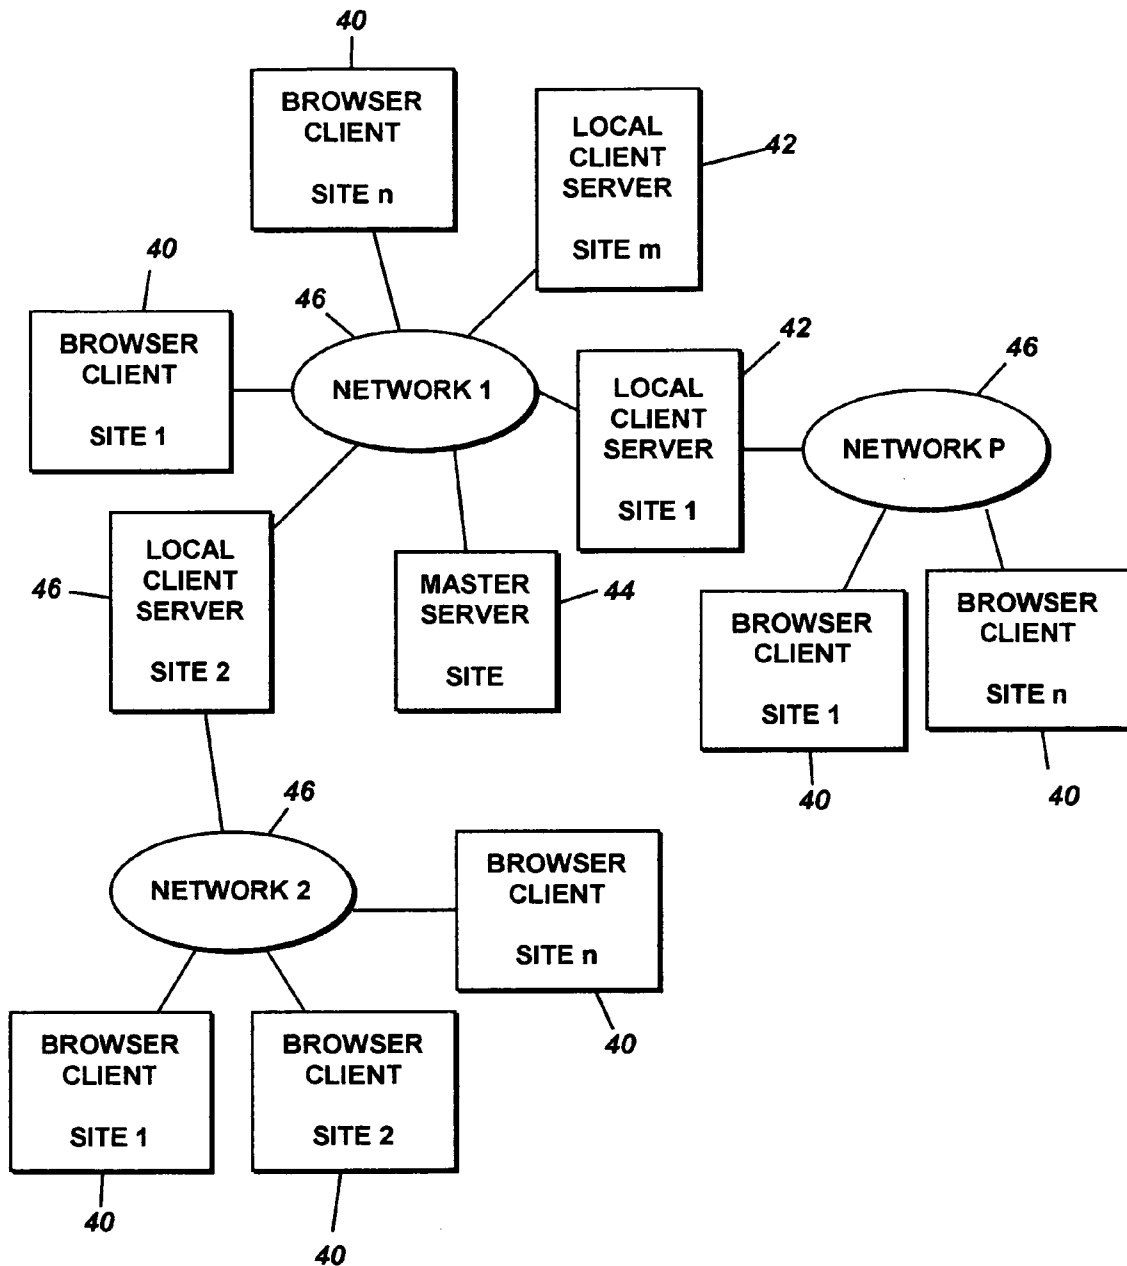 40
BROWSER
CLIENT
SITE n
LOCAL
CLIENT
SERVER
SITE m
42
40
BROWSER
CLIENT
SITE 1
46
NETWORK 1
42
LOCAL
CLIENT
SERVER
SITE 1
46
NETWORK P
46
LOCAL
CLIENT
SERVER
SITE 2
MASTER
SERVER
SITE
44
BROWSER
CLIENT
SITE 1
40
BROWSER
CLIENT
SITE n
40
46
NETWORK 2
BROWSER
CLIENT
SITE n
40
BROWSER
CLIENT
SITE 1
40
BROWSER
CLIENT
SITE 2
40